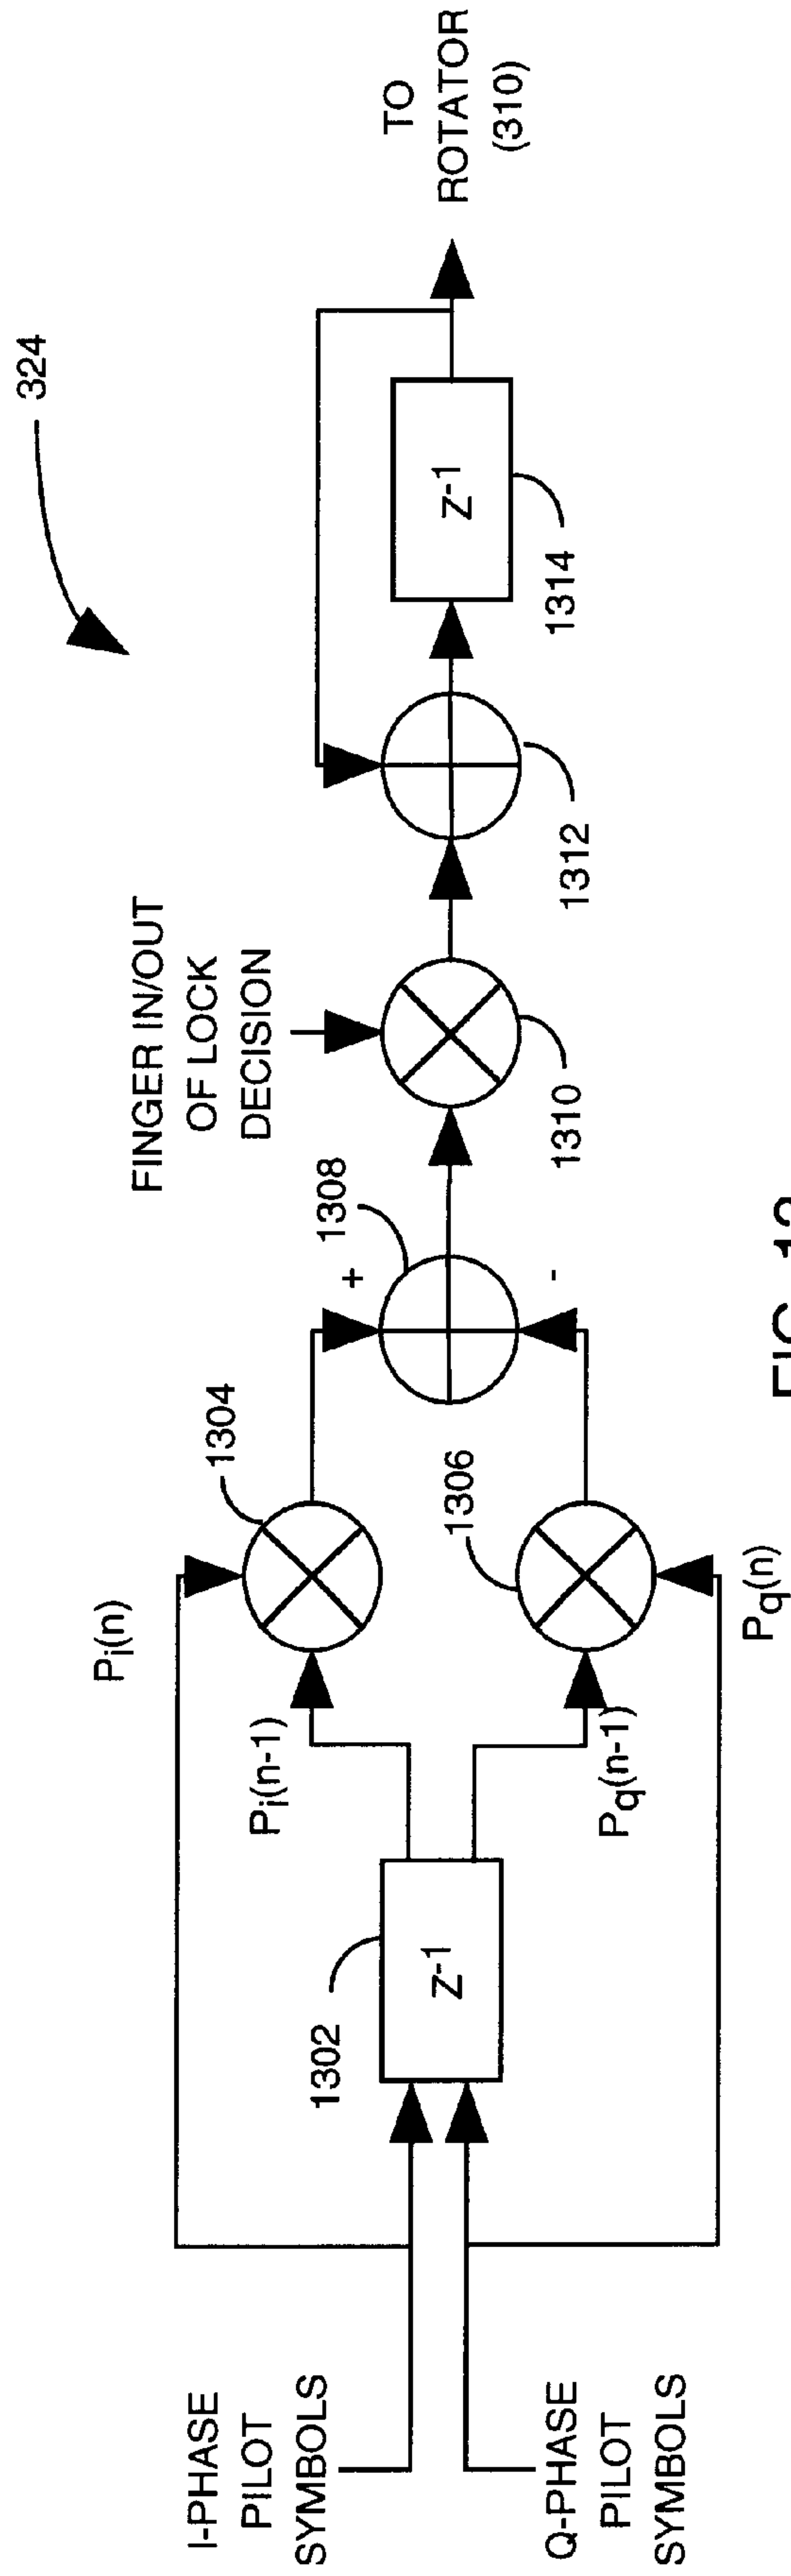 324
I-PHASE
PILOT
SYMBOLS
Q-PHASE
PILOT
SYMBOLS
1302
Z-1
Pi(n)
Pi(n-1)
Pq(n-1)
Pq(n)
1304
1306
1308
+
-
FINGER IN/OUT
OF LOCK
DECISION
1310
1312
Z-1
1314
TO
ROTATOR
(310)
FIG.